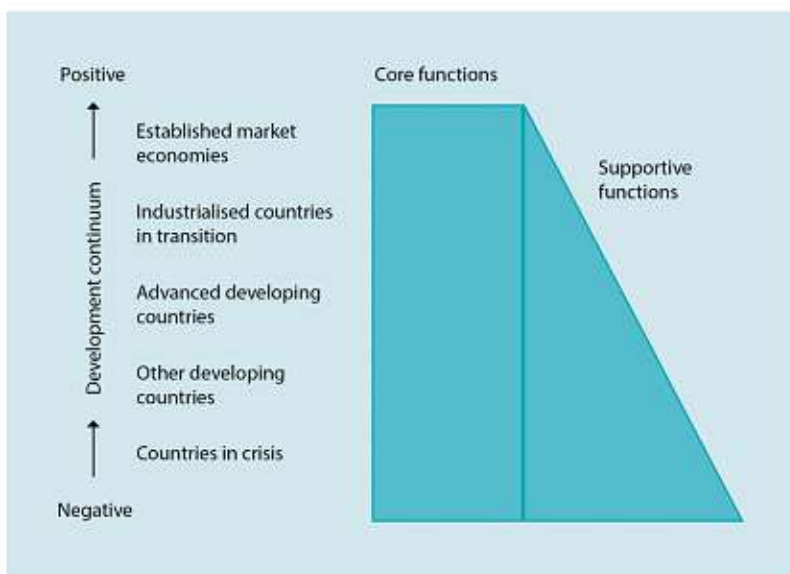 Positive
Core functions
Established market
economies
Supportive
functions
Industrialised countries
in transition
Development continuum
Advanced developing
countries
Other developing
countries
Countries in crisis
Negative